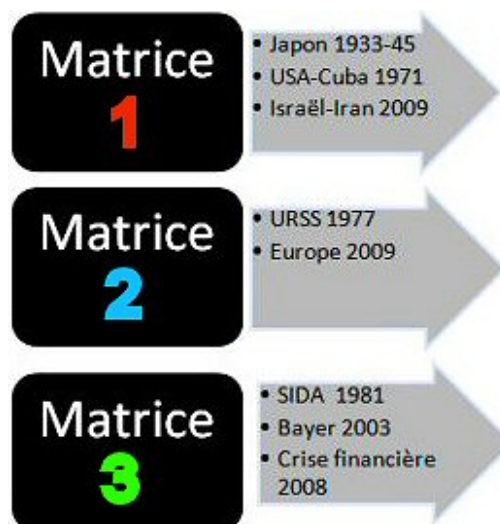 Matrice
1
• Japon 1933-45
• USA-Cuba 1971
• Israël-Iran 2009
Matrice
2
• URSS 1977
• Europe 2009
Matrice
3
• SIDA 1981
• Bayer 2003
• Crise financière
2008